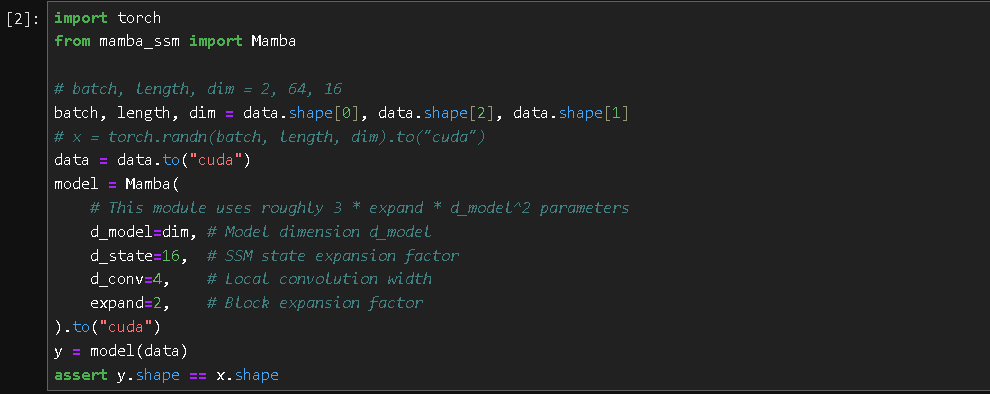 [2]: import torch
from mamba_ssm import Mamba
# batch, length, dim = 2, 64, 16
batch, length, dim = data.shape[0], data.shape[2], data.shape[1]
# x = torch.randn(batch, length, dim).to("cuda")
data = data.to("cuda")
model = Mamba(
    # This module uses roughly 3 * expand * d_model^2 parameters
    d_model=dim, # Model dimension d_model
    d_state=16,  # SSM state expansion factor
    d_conv=4,    # Local convolution width
    expand=2,    # Block expansion factor
).to("cuda")
y = model(data)
assert y.shape == x.shape